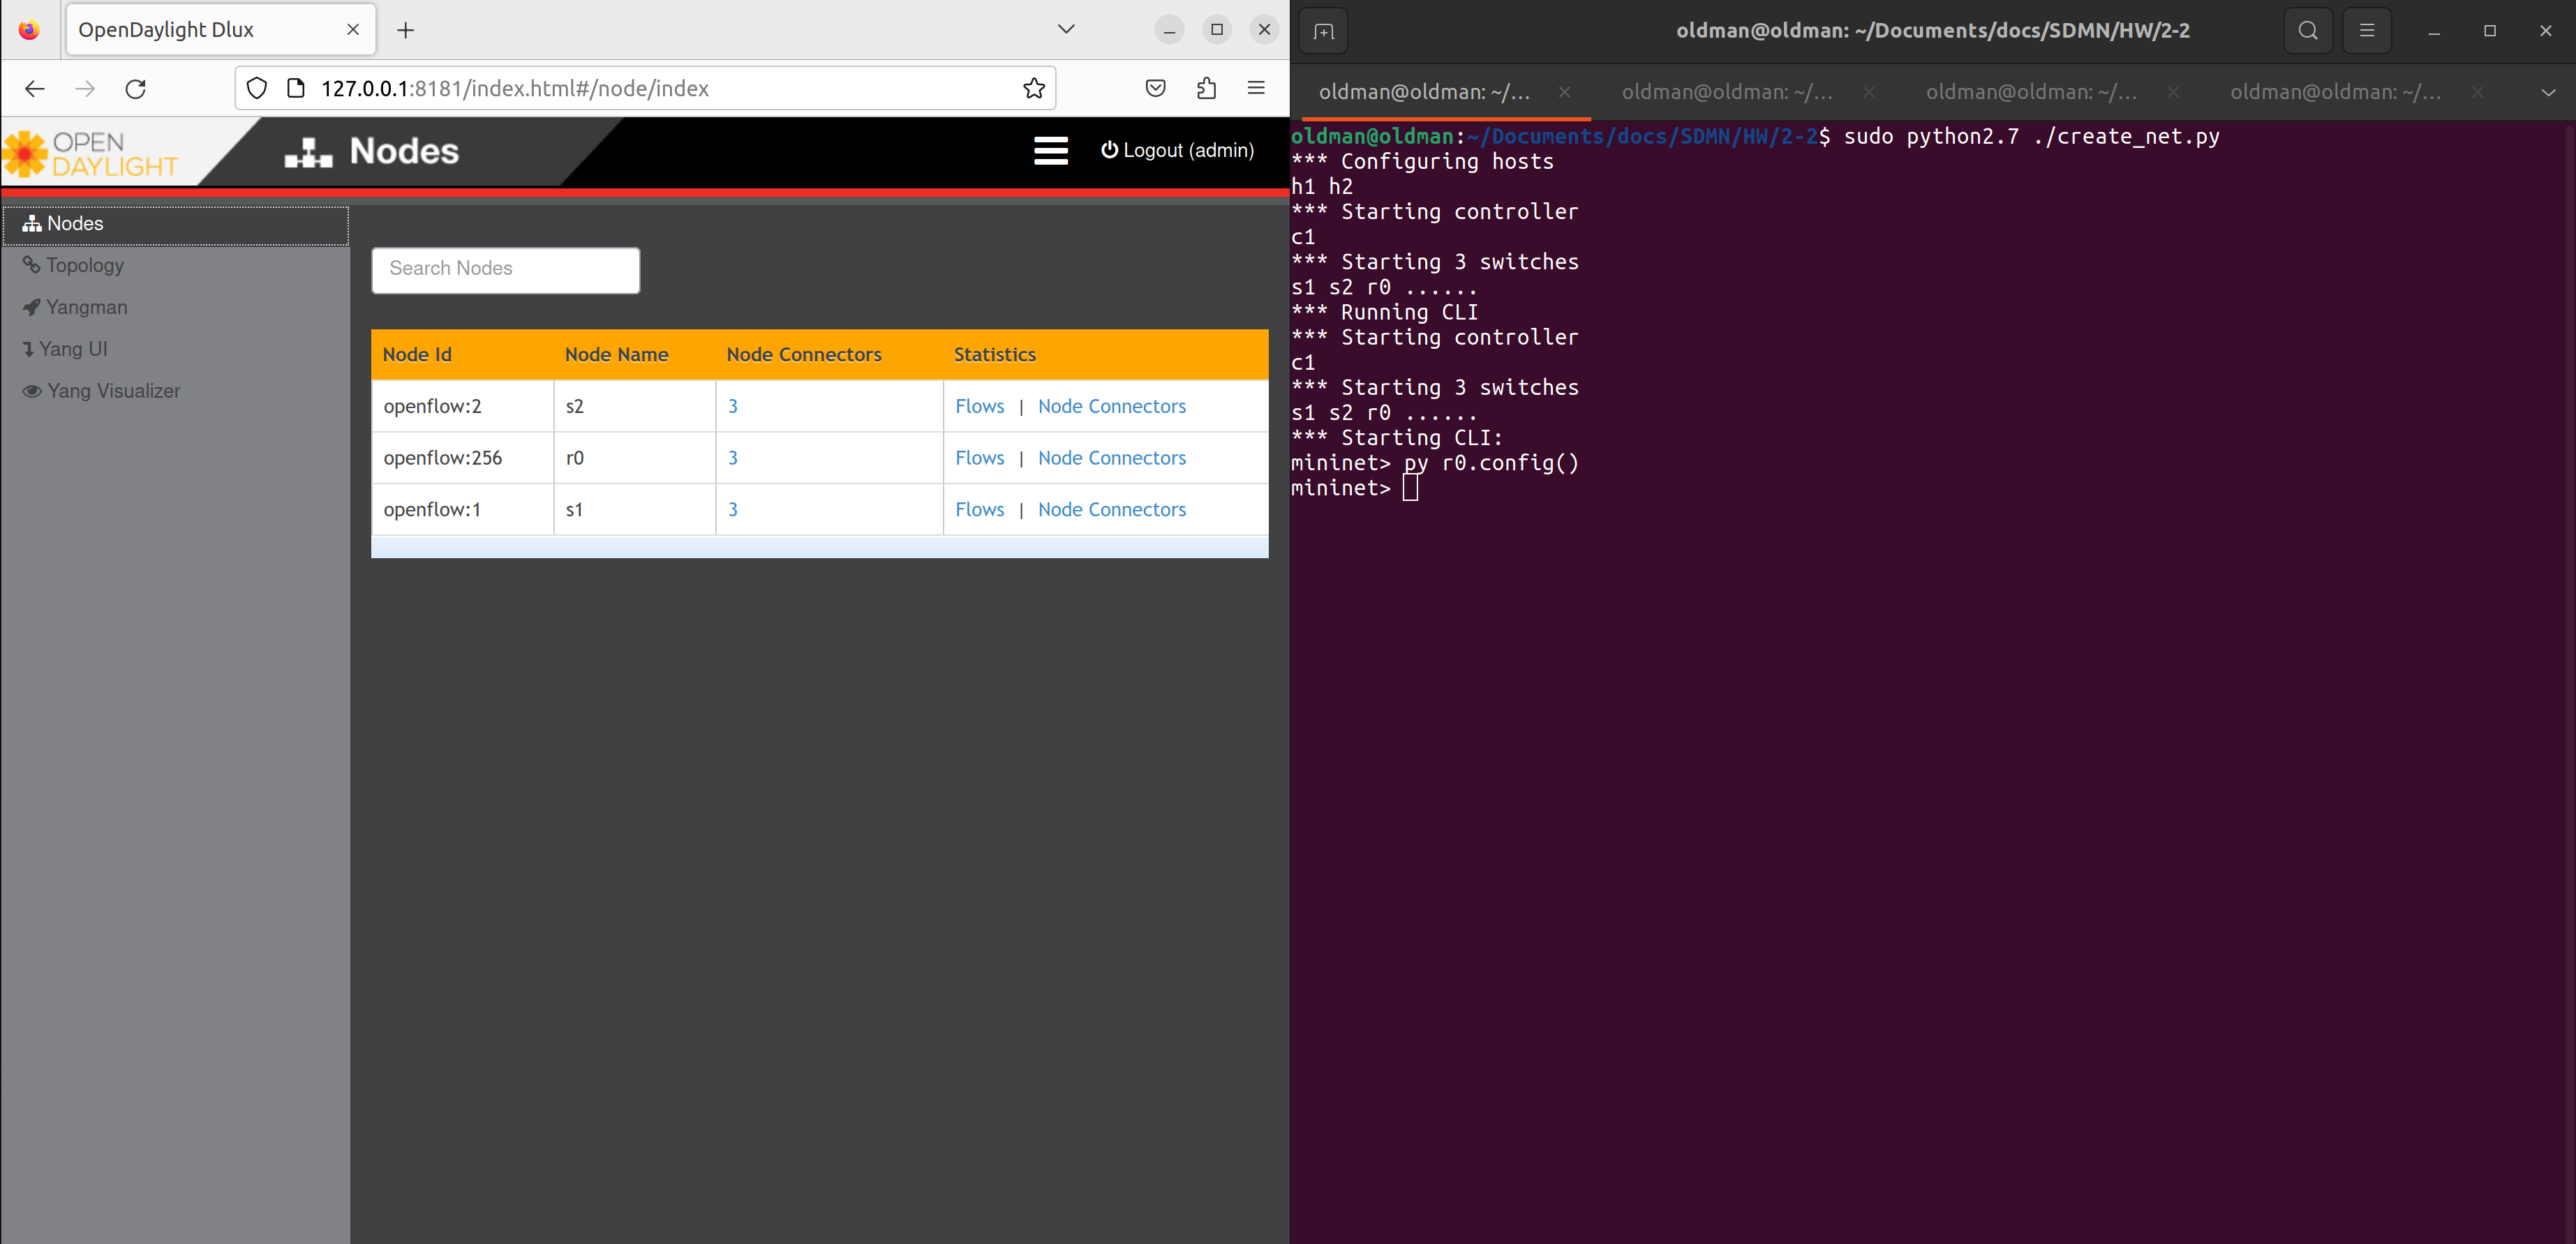 OpenDaylight Dlux
127.0.0.1:8181/index.html#/node/index
OPEN
DAYLIGHT
Nodes
Logout (admin)
Nodes
Topology
Yangman
Yang UI
Yang Visualizer
Search Nodes
Node Id Node Name Node Connectors Statistics
openflow:2 s2 3 Flows | Node Connectors
openflow:256 r0 3 Flows | Node Connectors
openflow:1 s1 3 Flows | Node Connectors
oldman@oldman: ~/Documents/docs/SDMN/HW/2-2
oldman@oldman: ~/... oldman@oldman: ~/... oldman@oldman: ~/... oldman@oldman: ~/...
oldman@oldman:~/Documents/docs/SDMN/HW/2-2$ sudo python2.7 ./create_net.py
*** Configuring hosts
h1 h2
*** Starting controller
c1
*** Starting 3 switches
s1 s2 r0 ......
*** Running CLI
*** Starting controller
c1
*** Starting 3 switches
s1 s2 r0 ......
*** Starting CLI:
mininet> py r0.config()
mininet>